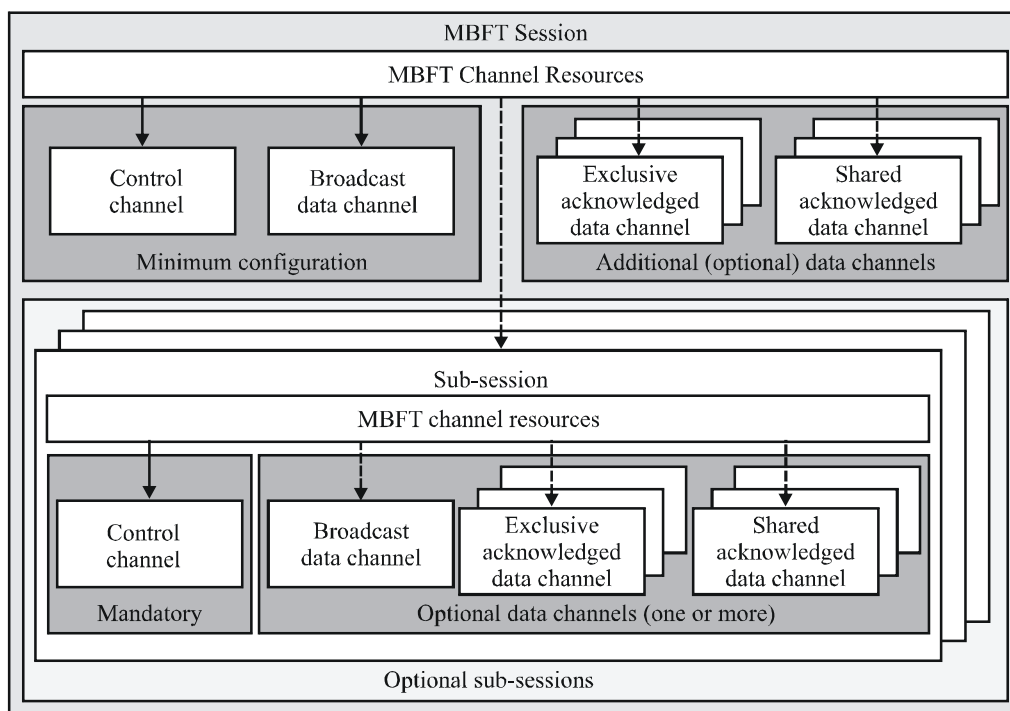 MBFT Session
MBFT Channel Resources
Control
channel
Broadcast
data channel
Minimum configuration
Exclusive
acknowledged
data channel
Shared
acknowledged
data channel
Additional (optional) data channels
Sub-session
MBFT channel resources
Control
channel
Mandatory
Broadcast
data channel
Exclusive
acknowledged
data channel
Shared
acknowledged
data channel
Optional data channels (one or more)
Optional sub-sessions